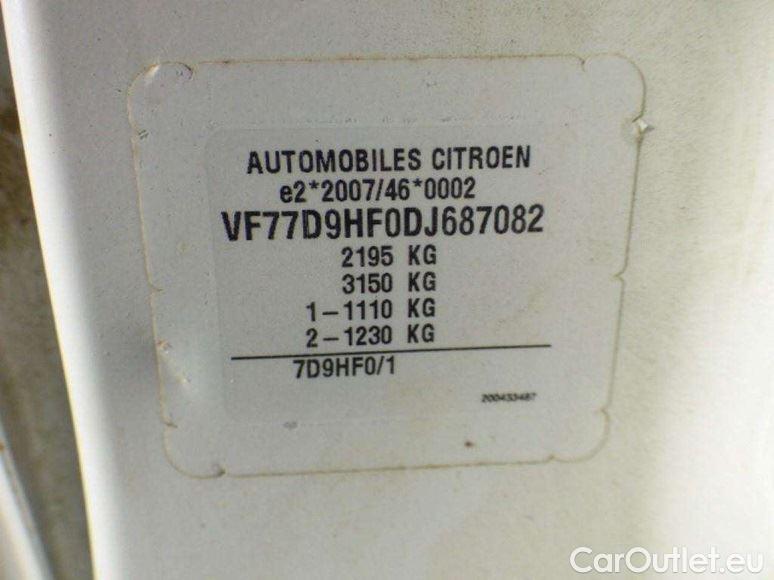 AUTOMOBILES CITROEN
e2*2007/46*0002
VF77D9HF0DJ687082
2195 KG
3150 KG
1-1110 KG
2-1230 KG
7D9HF0/1
200433487
CarOutlet.eu